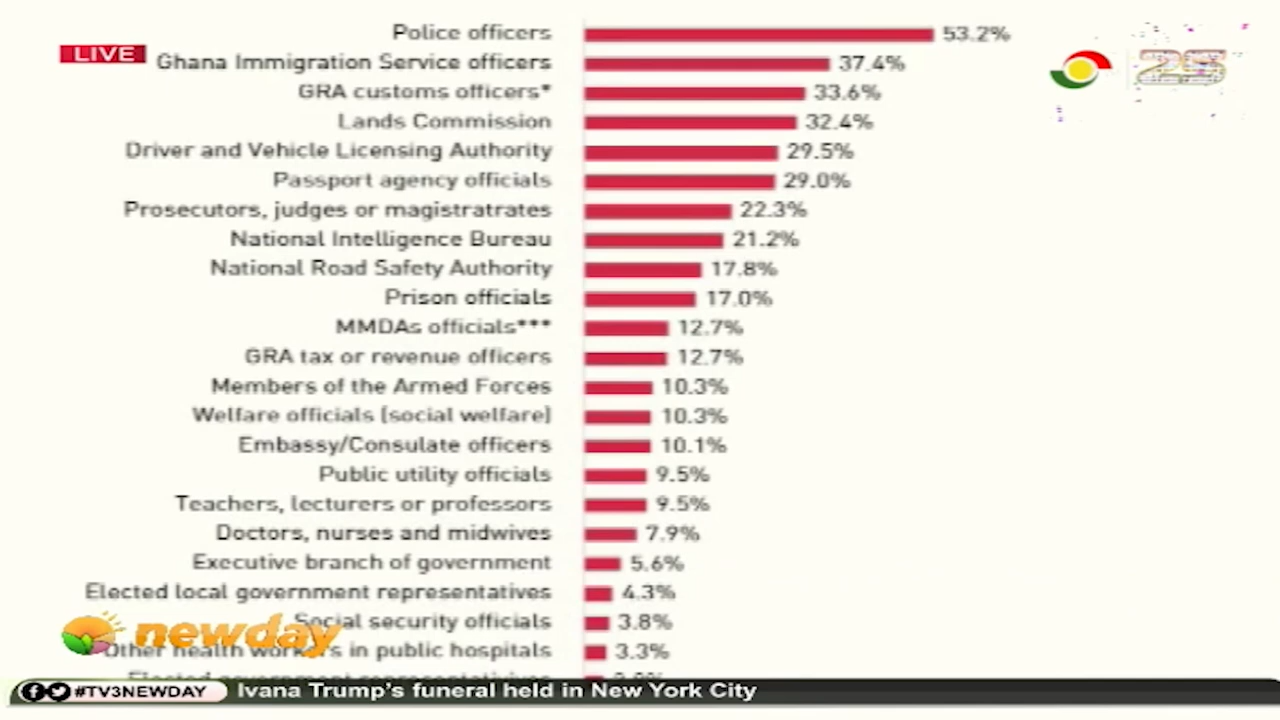 Police officers 53.2%
LIVE
Ghana Immigration Service officers 37.4%
GRA customs officers* 33.6%
25
Lands Commission 32.4%
Driver and Vehicle Licensing Authority 29.5%
Passport agency officials 29.0%
Prosecutors, judges or magistratrates 22.3%
National Intelligence Bureau 21.2%
National Road Safety Authority 17.8%
Prison officials 17.0%
MMDAs officials*** 12.7%
GRA tax or revenue officers 12.7%
Members of the Armed Forces 10.3%
Welfare officials (social welfare) 10.3%
Embassy/Consulate officers 10.1%
Public utility officials 9.5%
Teachers, lecturers or professors 9.5%
Doctors, nurses and midwives 7.9%
Executive branch of government 5.6%
Elected local government representatives 4.3%
Social security officials 3.8%
newday
Other health workers in public hospitals 3.3%
Elected government representatives
#TV3NEWDAY Ivana Trump's funeral held in New York City